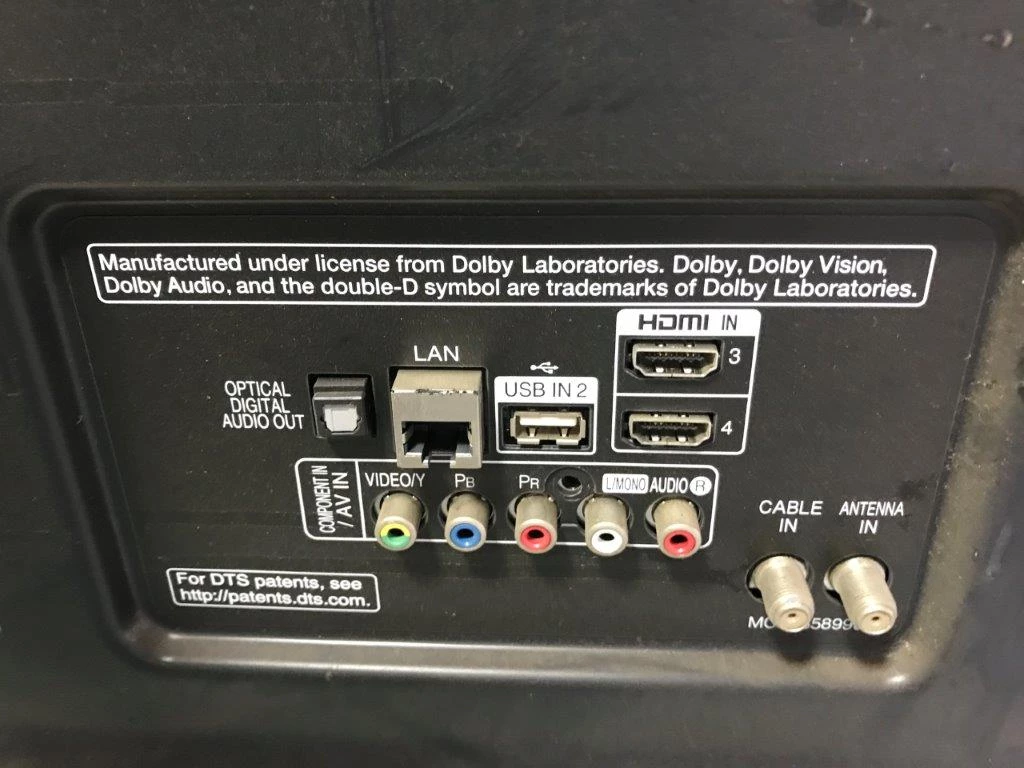 Manufactured under license from Dolby Laboratories. Dolby, Dolby Vision,
Dolby Audio, and the double-D symbol are trademarks of Dolby Laboratories.
HDMI IN
3
4
LAN
USB IN 2
OPTICAL
DIGITAL
AUDIO OUT
COMPONENT IN
/ AV IN
VIDEO/Y
PB
PR
L/MONO AUDIO R
CABLE
IN
ANTENNA
IN
For DTS patents, see
http://patents.dts.com.